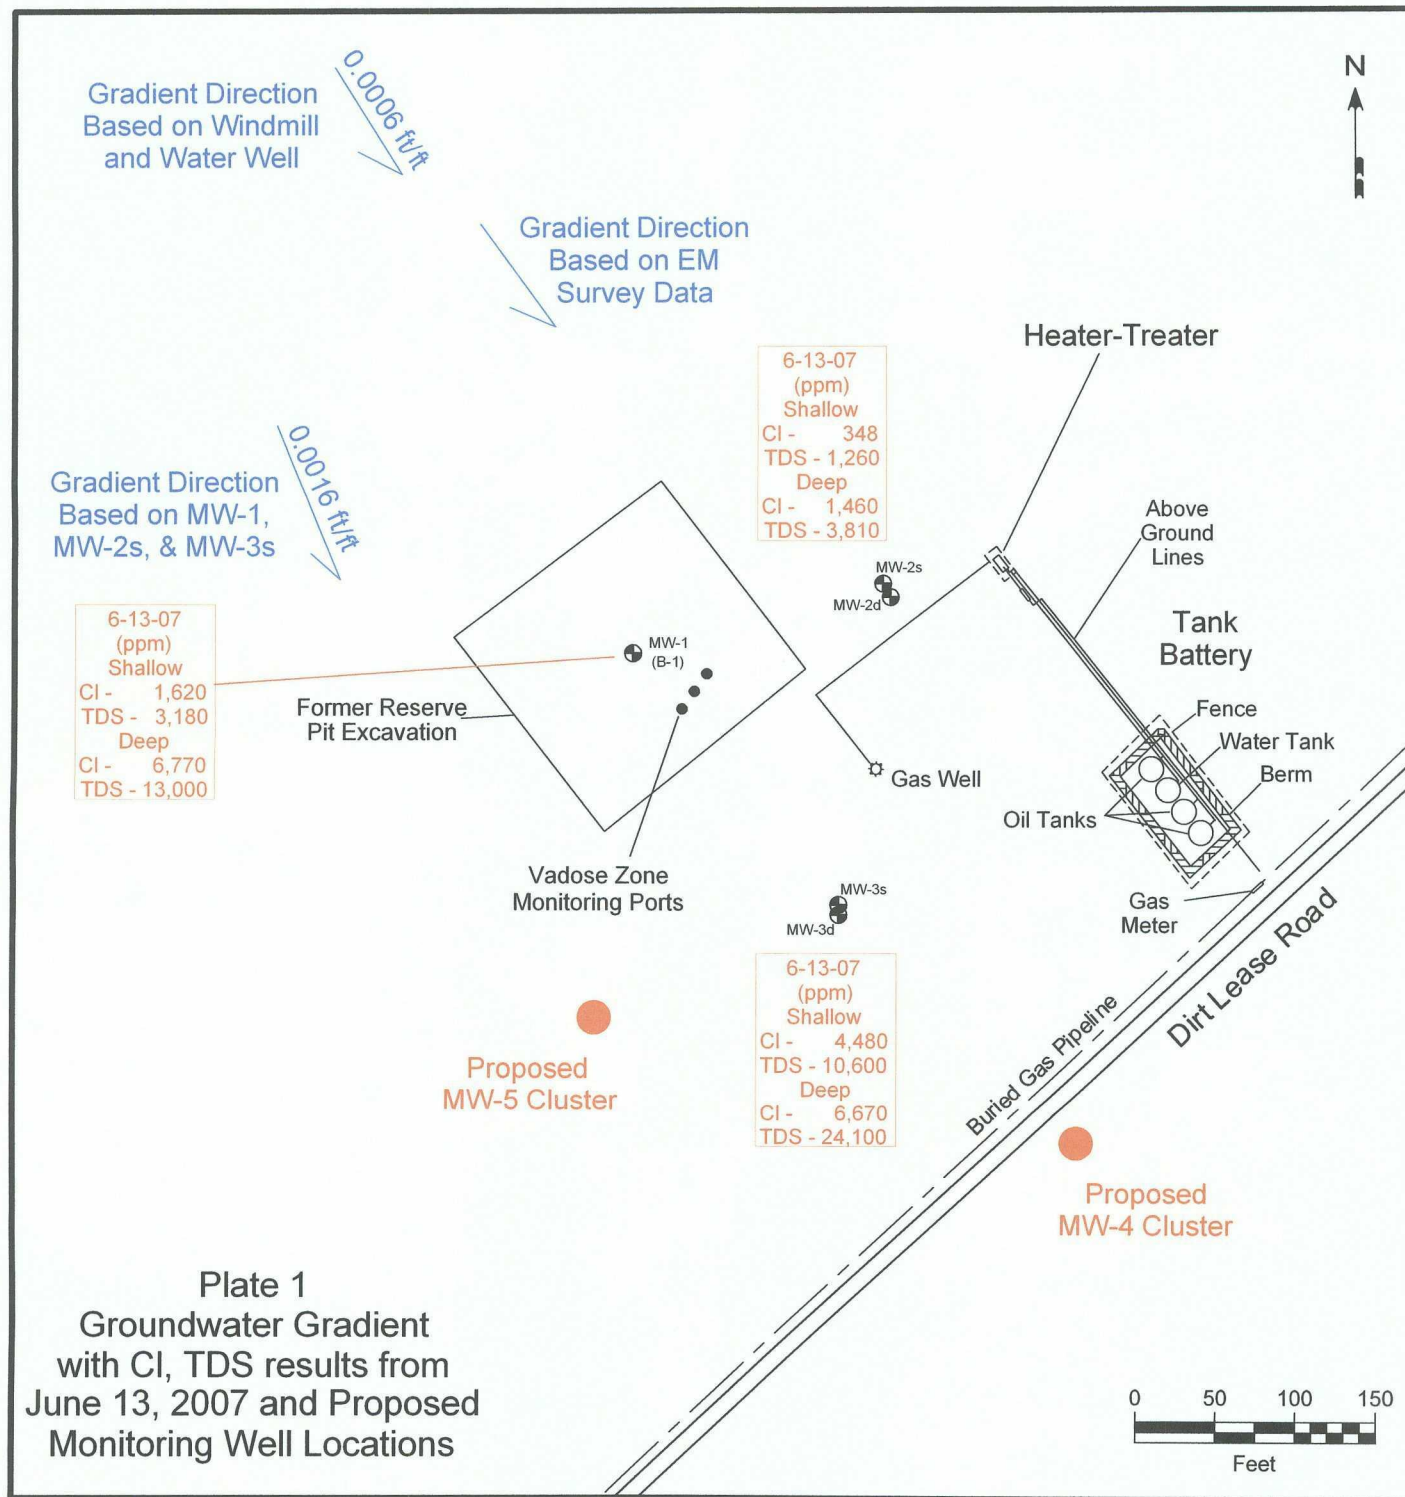 N
0.0006 ft/ft
Gradient Direction
Based on Windmill
and Water Well
Gradient Direction
Based on EM
Survey Data
Heater-Treater
6-13-07
(ppm)
Shallow
Cl - 348
TDS - 1,260
Deep
Cl - 1,460
TDS - 3,810
0.0016 ft/ft
Gradient Direction
Based on MW-1,
MW-2s, & MW-3s
Above
Ground
Lines
MW-2s
MW-2d
6-13-07
(ppm)
Shallow
Cl - 1,620
TDS - 3,180
Deep
Cl - 6,770
TDS - 13,000
MW-1
(B-1)
Tank
Battery
Former Reserve
Pit Excavation
Fence
Water Tank
Berm
Gas Well
Oil Tanks
Vadose Zone
Monitoring Ports
MW-3s
MW-3d
Gas
Meter
Dirt Lease Road
6-13-07
(ppm)
Shallow
Cl - 4,480
TDS - 10,600
Deep
Cl - 6,670
TDS - 24,100
Buried Gas Pipeline
Proposed
MW-5 Cluster
Proposed
MW-4 Cluster
Plate 1
Groundwater Gradient
with Cl, TDS results from
June 13, 2007 and Proposed
Monitoring Well Locations
0 50 100 150
Feet